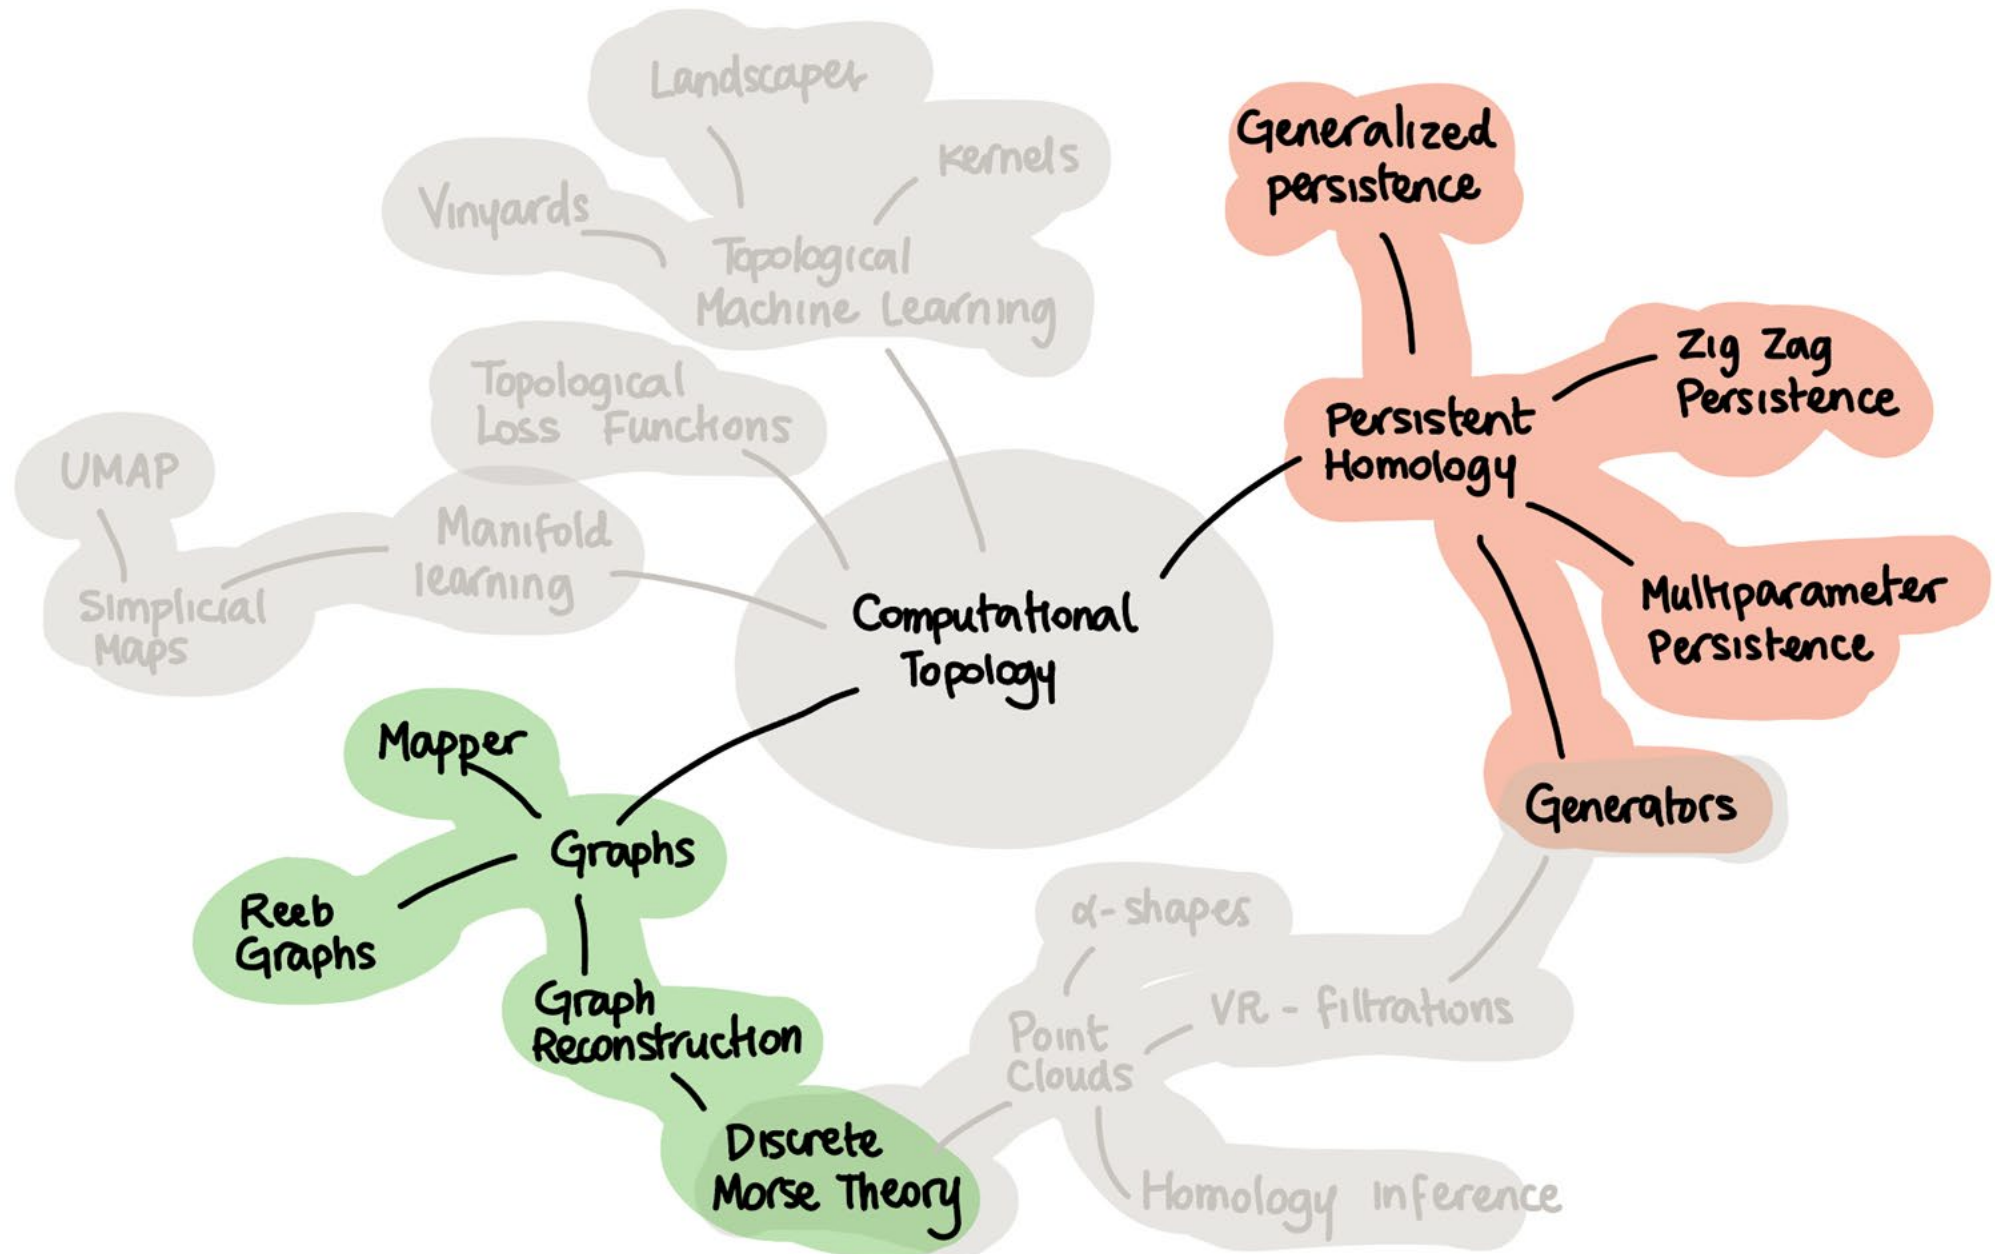 Landscapes
Kernels
Vinyards
Topological
Machine Learning
Topological
Loss Functions
UMAP
Manifold
learning
Simplicial
Maps
Computational
Topology
Generalized
persistence
Zig Zag
Persistence
Persistent
Homology
Multiparameter
Persistence
Generators
Mapper
Graphs
Reeb
Graphs
Graph
Reconstruction
Discrete
Morse Theory
α-shapes
Point
Clouds
VR - filtrations
Homology Inference